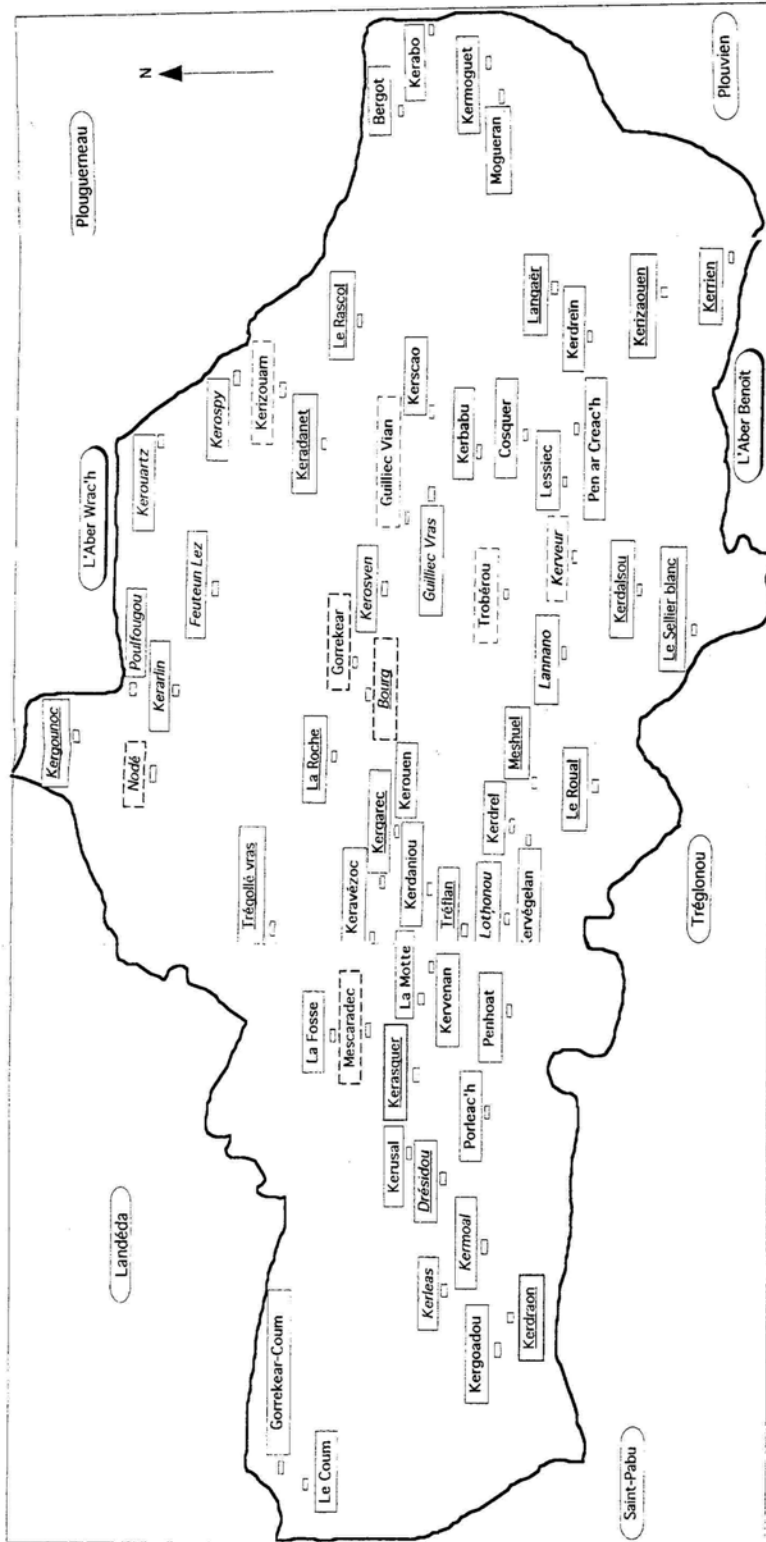 Plouguerneau
N
L'Aber Wrac'h
Landéda
Kergounoc
Poulfougou
Kerouartz
Nodé
Kerarlin
Feuteun Lez
Kerospy
Kerizouarn
Trégollé vras
Gorrekear-Coum
Le Coum
La Fosse
La Roche
Gorrekear
Keradanet
Le Rascol
Bergot
Kerabo
Mescaradec
Keravézoc
Kergarec
Bourg
Kerosven
Guilliec Vian
Kerscao
Kerusal
Kerasquer
La Motte
Kerdaniou
Kerouen
Guilliec Vras
Kerleas
Drésidou
Kervenan
Tréflan
Kerbabu
Kermoguet
Mogueran
Kergoadou
Kermoal
Porleac'h
Penhoat
Lothonou
Kerdrel
Meshuel
Trobérou
Cosquer
Langaër
Kerdraon
Kervégelan
Lannano
Kerveur
Lessiec
Kerdreïn
Le Roual
Kerdalsou
Pen ar Creac'h
Kerizaouen
Le Sellier blanc
Kerrien
L'Aber Benoît
Saint-Pabu
Tréglonou
Plouvien